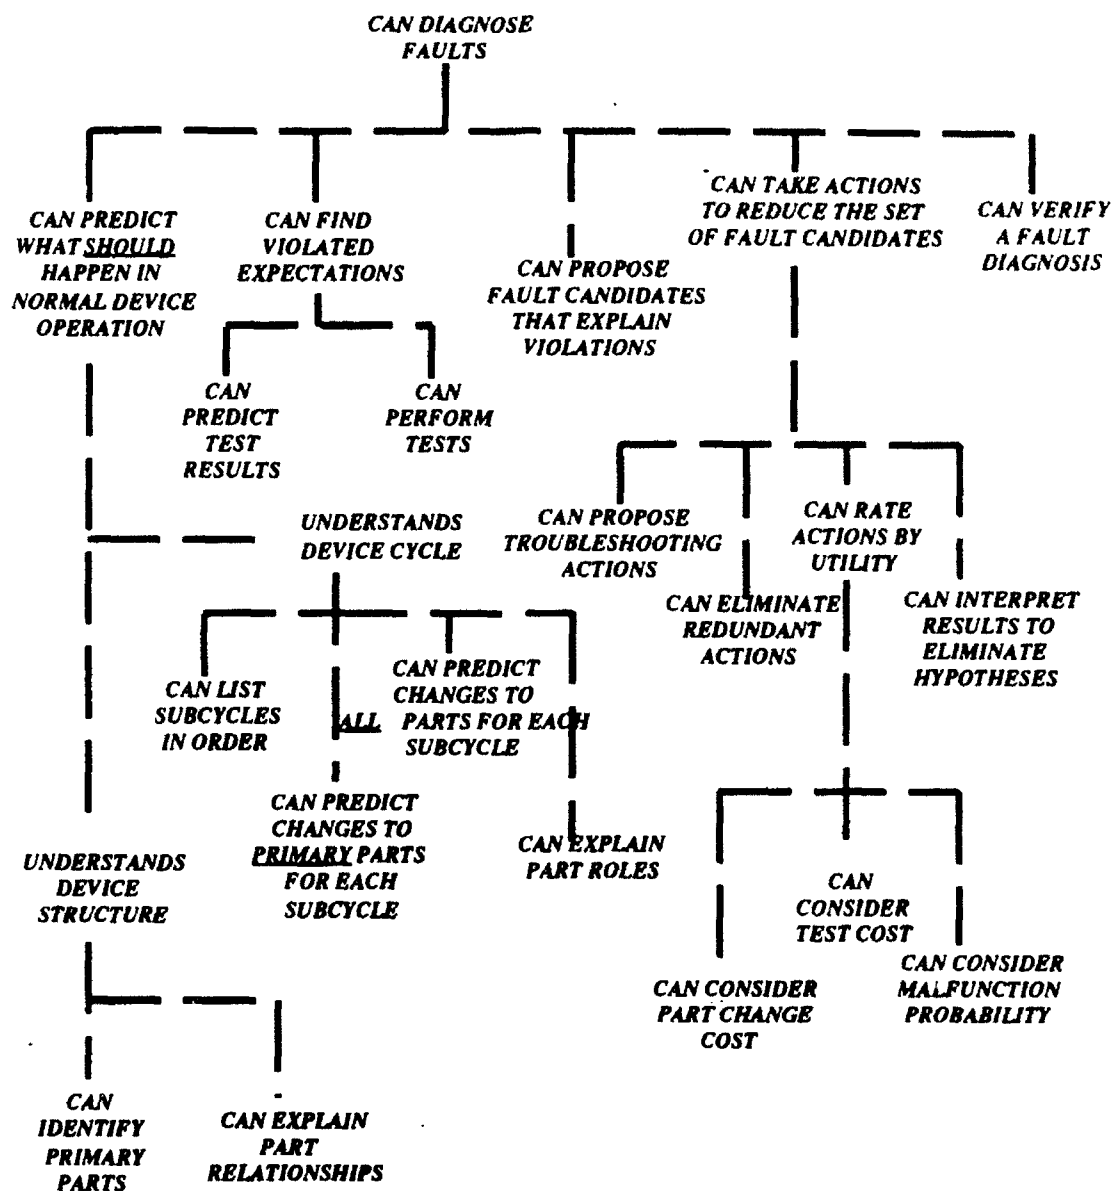 CAN DIAGNOSE
FAULTS
CAN PREDICT
WHAT SHOULD
HAPPEN IN
NORMAL DEVICE
OPERATION
CAN FIND
VIOLATED
EXPECTATIONS
CAN PROPOSE
FAULT CANDIDATES
THAT EXPLAIN
VIOLATIONS
CAN TAKE ACTIONS
TO REDUCE THE SET
OF FAULT CANDIDATES
CAN VERIFY
A FAULT
DIAGNOSIS
CAN
PREDICT
TEST
RESULTS
CAN
PERFORM
TESTS
UNDERSTANDS
DEVICE CYCLE
CAN PROPOSE
TROUBLESHOOTING
ACTIONS
CAN ELIMINATE
REDUNDANT
ACTIONS
CAN RATE
ACTIONS BY
UTILITY
CAN INTERPRET
RESULTS TO
ELIMINATE
HYPOTHESES
CAN LIST
SUBCYCLES
IN ORDER
CAN PREDICT
CHANGES TO
ALL PARTS FOR EACH
SUBCYCLE
CAN PREDICT
CHANGES TO
PRIMARY PARTS
FOR EACH
SUBCYCLE
CAN EXPLAIN
PART ROLES
UNDERSTANDS
DEVICE
STRUCTURE
CAN CONSIDER
PART CHANGE
COST
CAN
CONSIDER
TEST COST
CAN CONSIDER
MALFUNCTION
PROBABILITY
CAN
IDENTIFY
PRIMARY
PARTS
CAN EXPLAIN
PART
RELATIONSHIPS